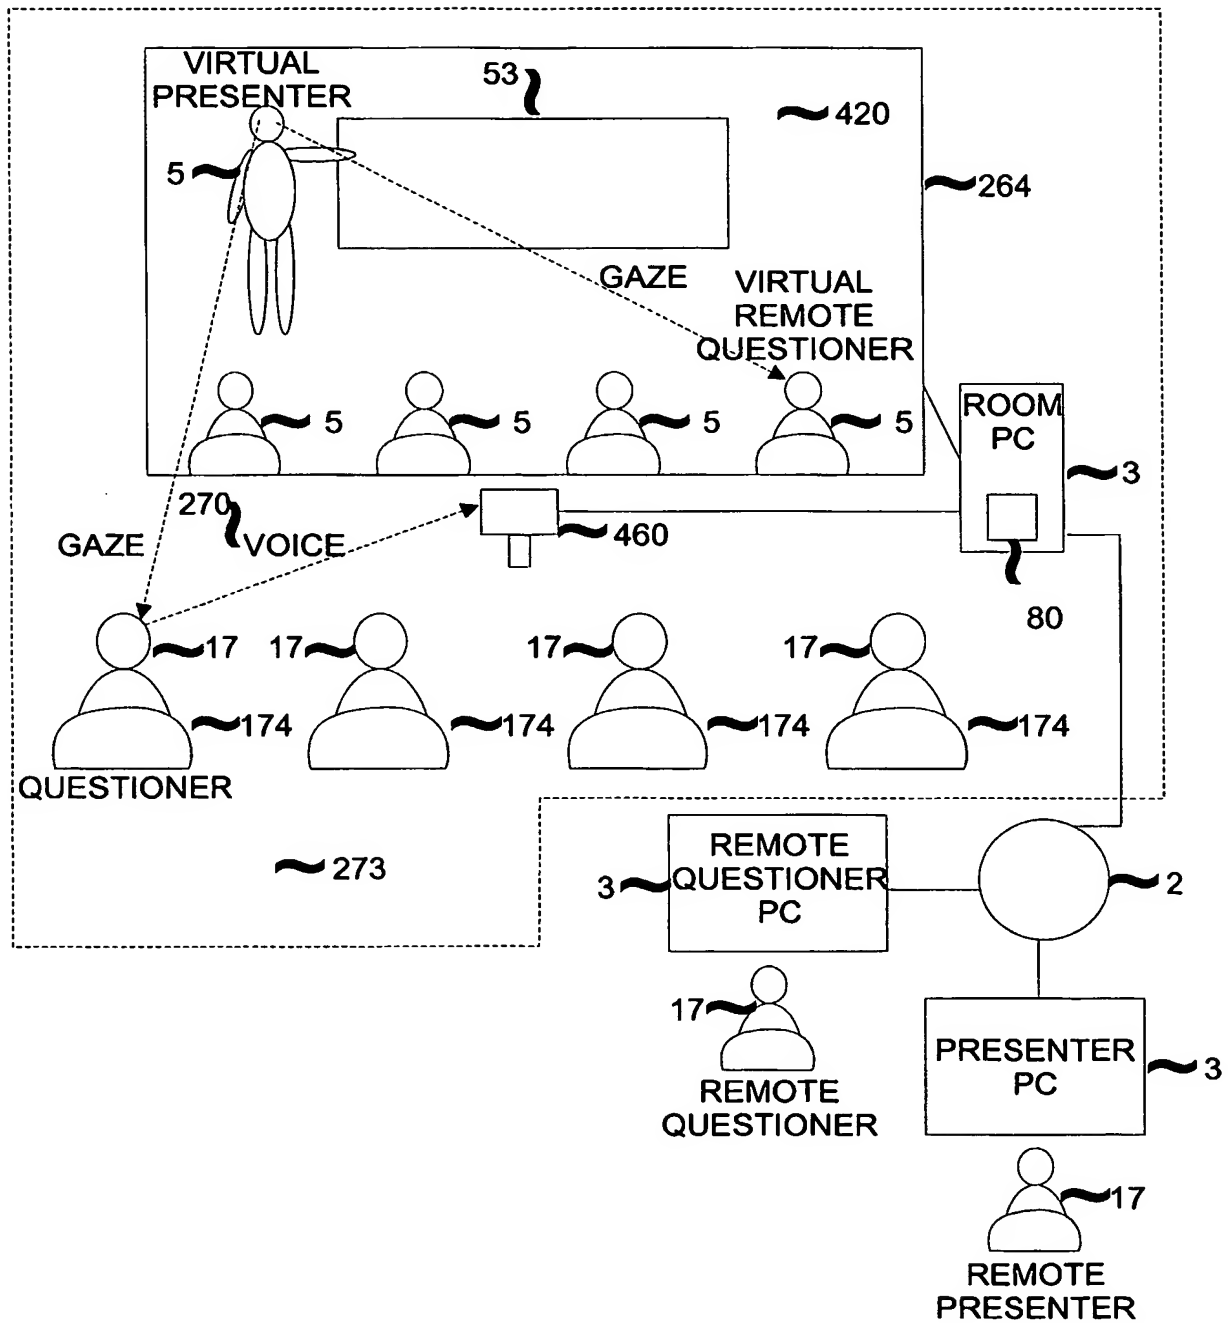 VIRTUAL
PRESENTER
53
420
5
264
GAZE
VIRTUAL
REMOTE
QUESTIONER
5
5
5
5
ROOM
PC
3
270
GAZE
VOICE
460
80
17
17
17
17
174
174
174
174
QUESTIONER
273
REMOTE
QUESTIONER
PC
3
2
17
REMOTE
QUESTIONER
PRESENTER
PC
3
17
REMOTE
PRESENTER